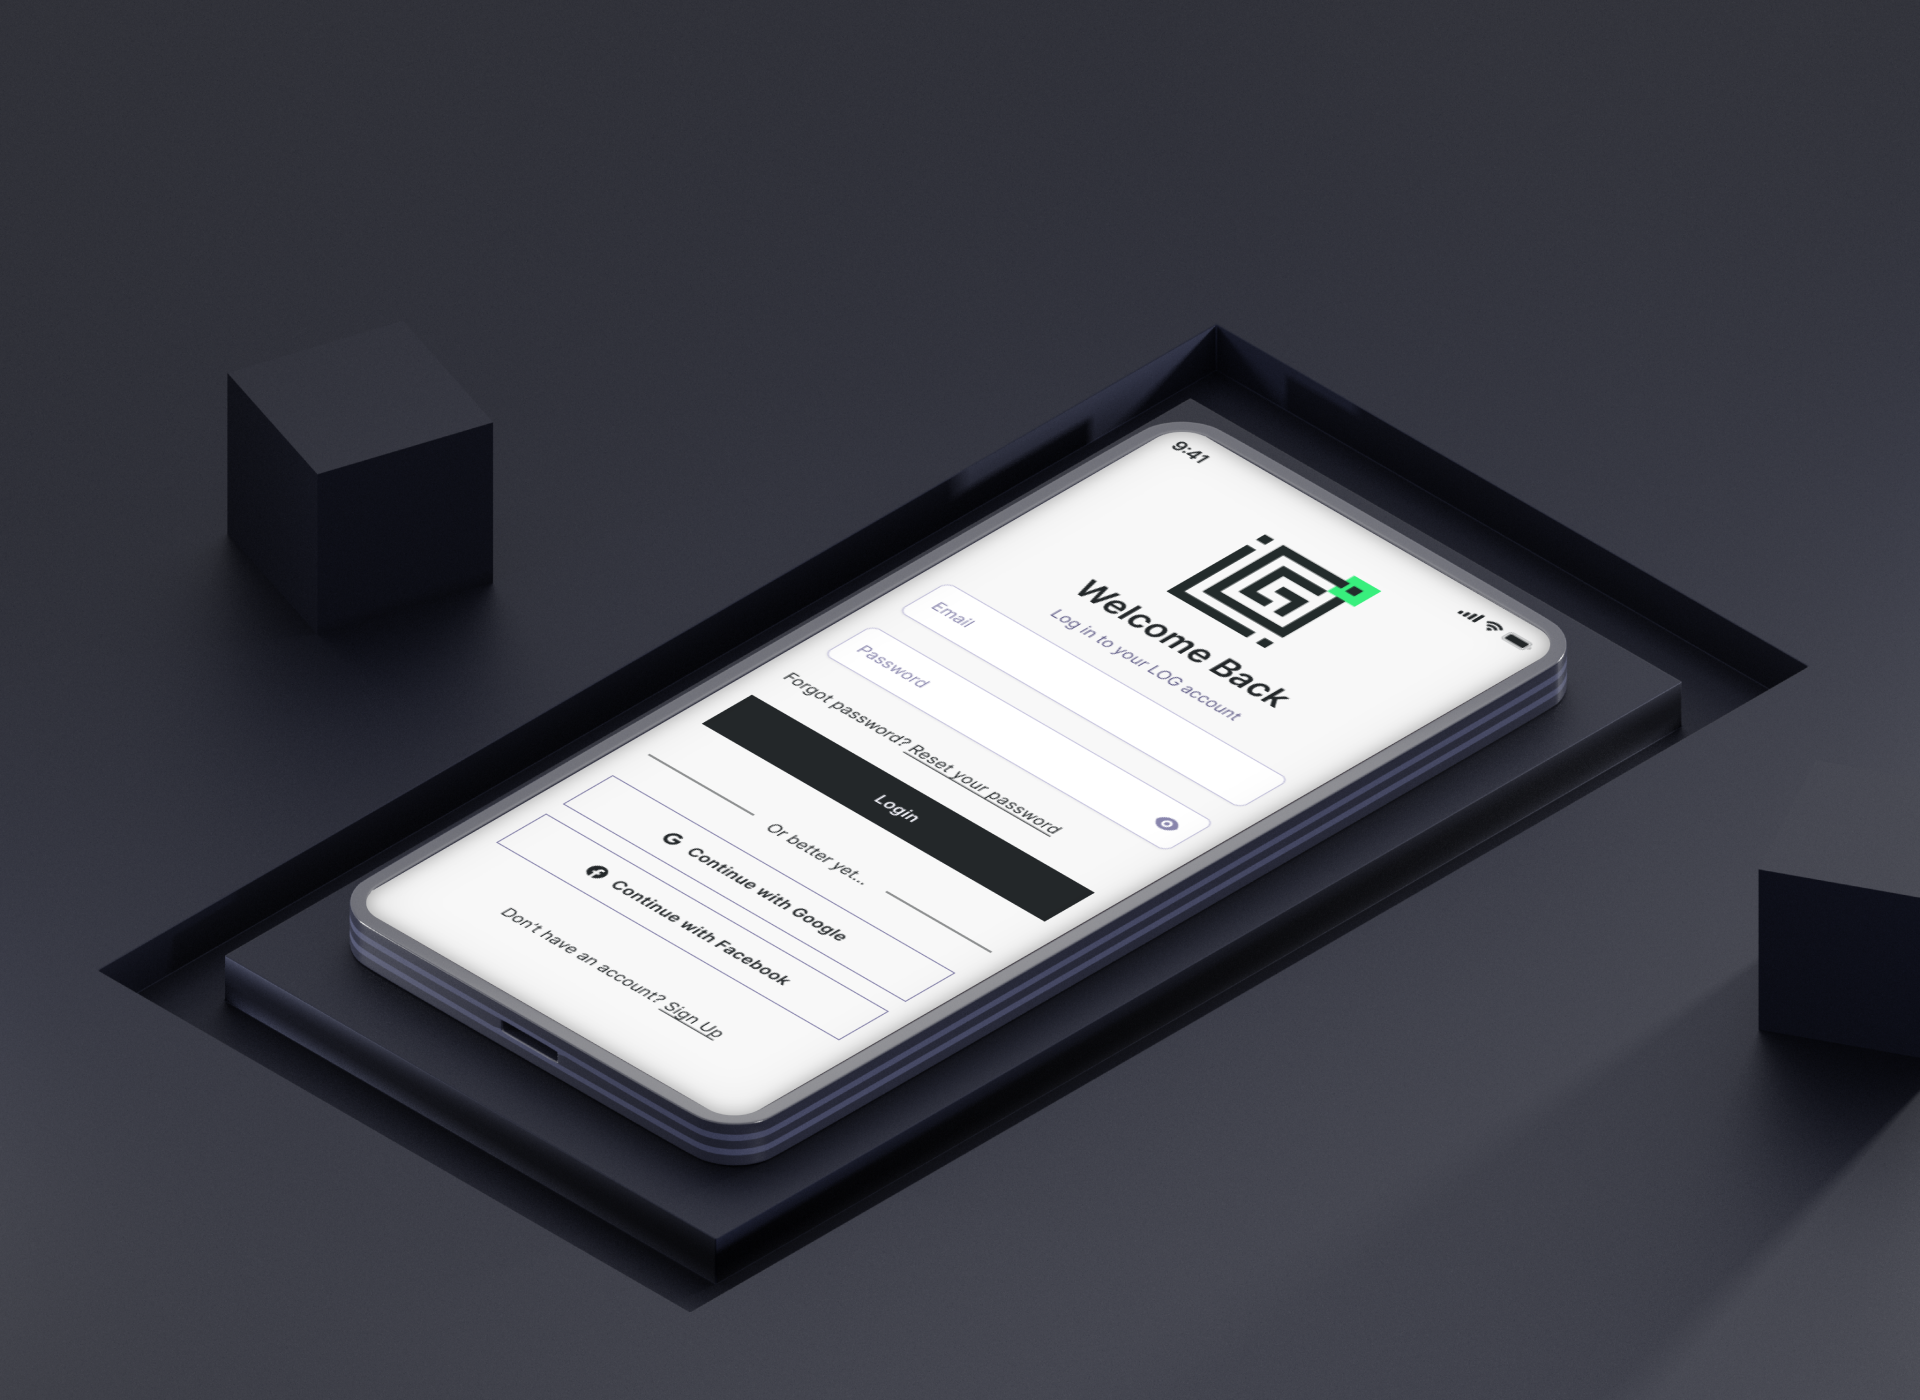 9:41
Welcome Back
Log in to your LOG account
Email
Password
Forgot password? Reset your password
Login
Or better yet...
Continue with Google
Continue with Facebook
Don't have an account? Sign Up